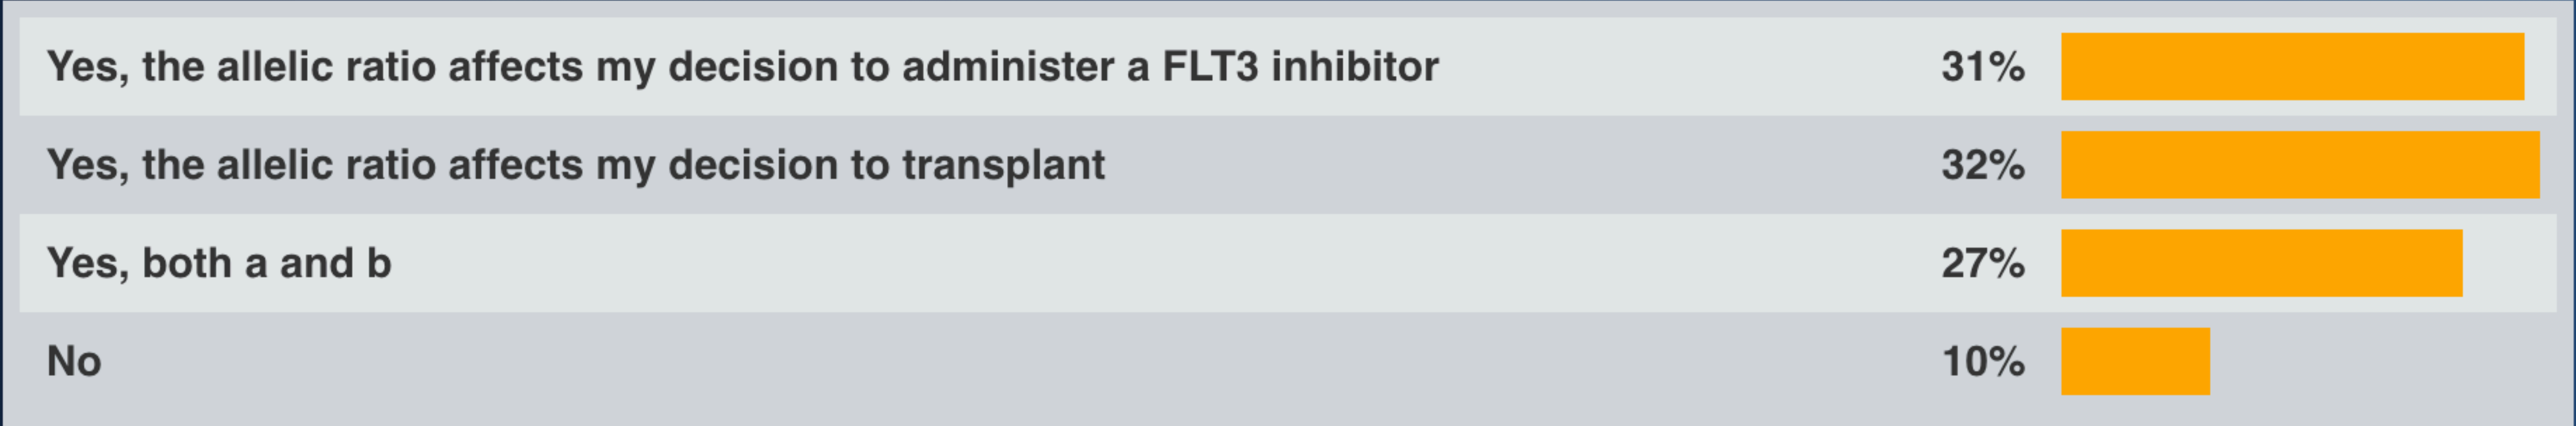 Yes, the allelic ratio affects my decision to administer a FLT3 inhibitor 31%
Yes, the allelic ratio affects my decision to transplant 32%
Yes, both a and b 27%
No 10%